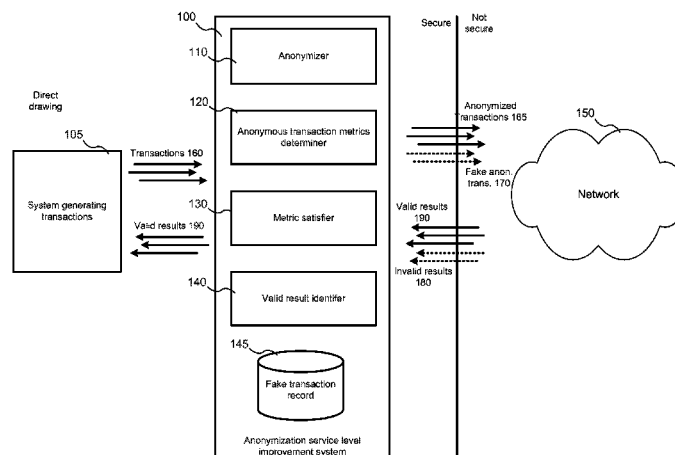 100
Secure
Not
secure
110
Anonymizer
Direct
drawing
120
Anonymized
Transactions 165
150
105
Transactions 160
Anonymous transaction metrics
determiner
Fake anon.
trans. 170
System generating
transactions
130
Valid results
190
Network
Valid results 190
Metric satisfier
Invalid results
180
140
Valid result identifer
145
Fake transaction
record
Anonymization service level
improvement system